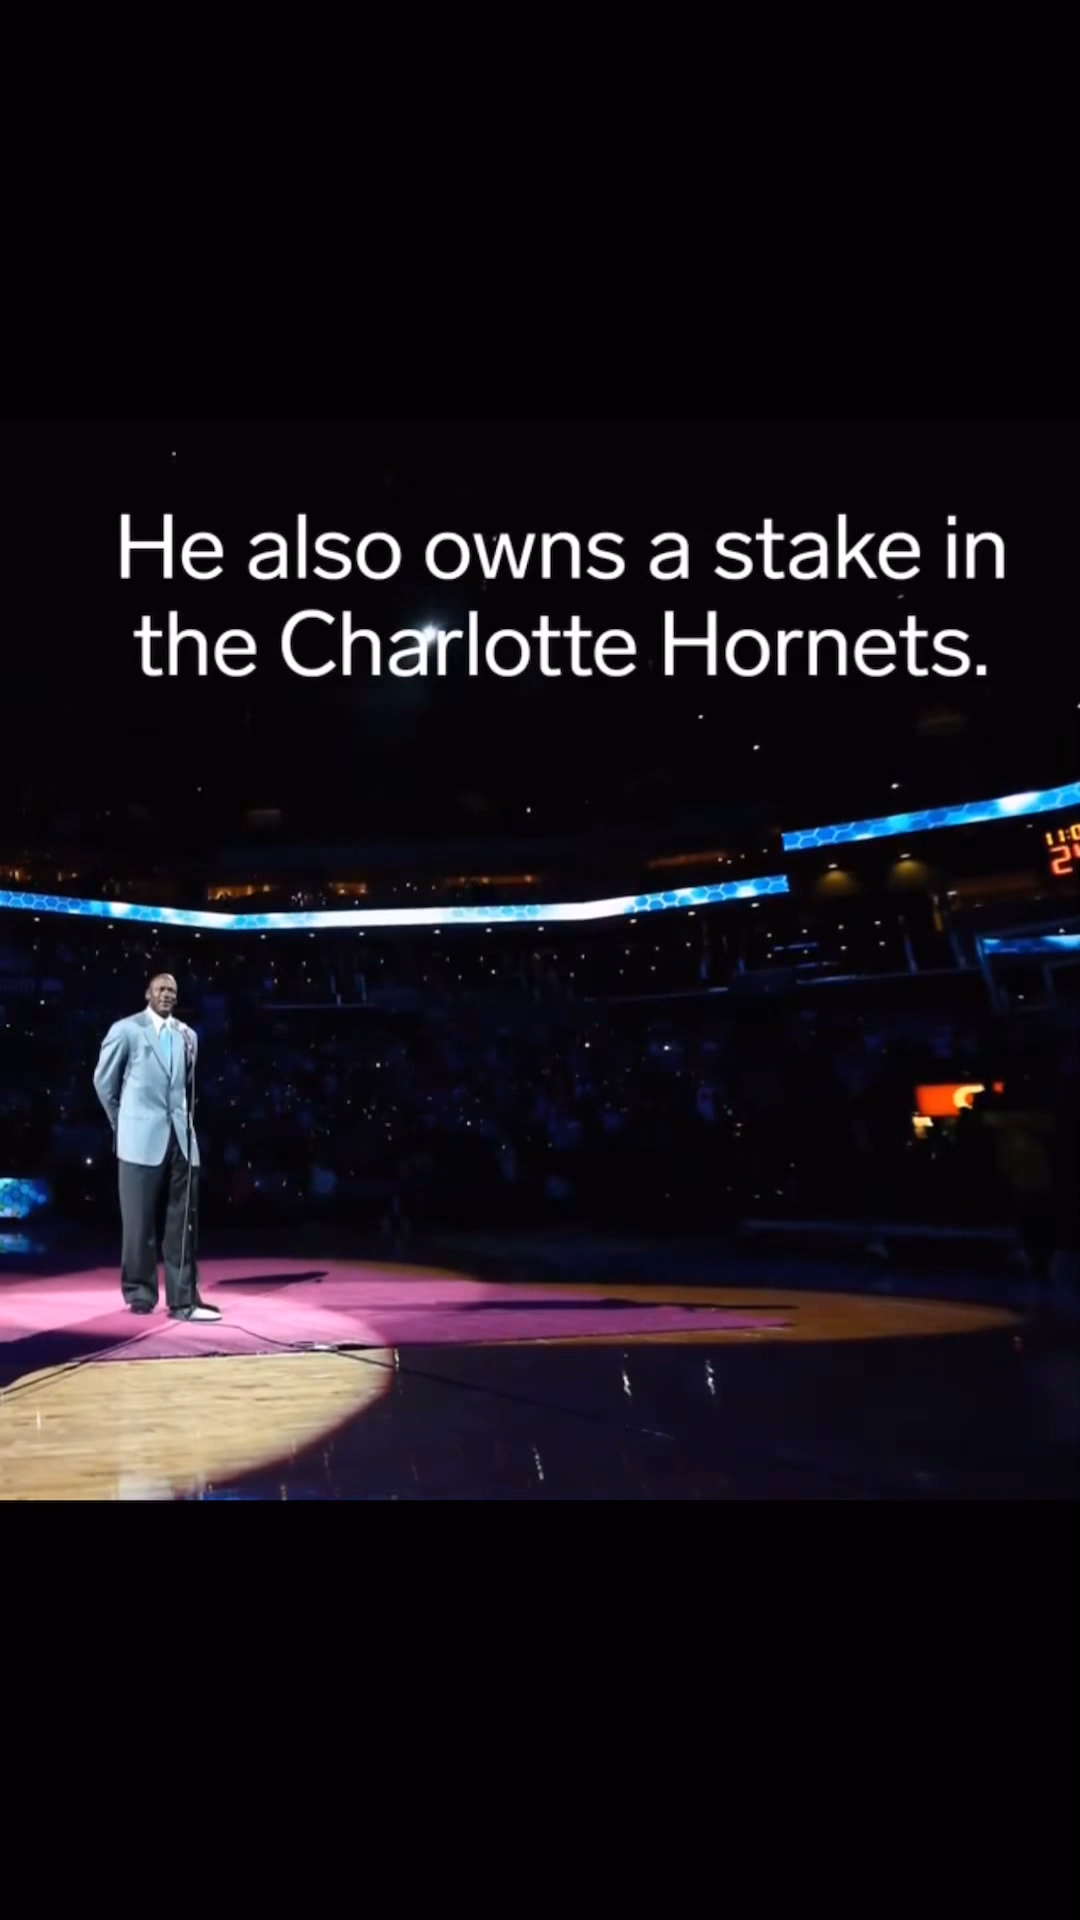 He also owns a stake in
the Charlotte Hornets.